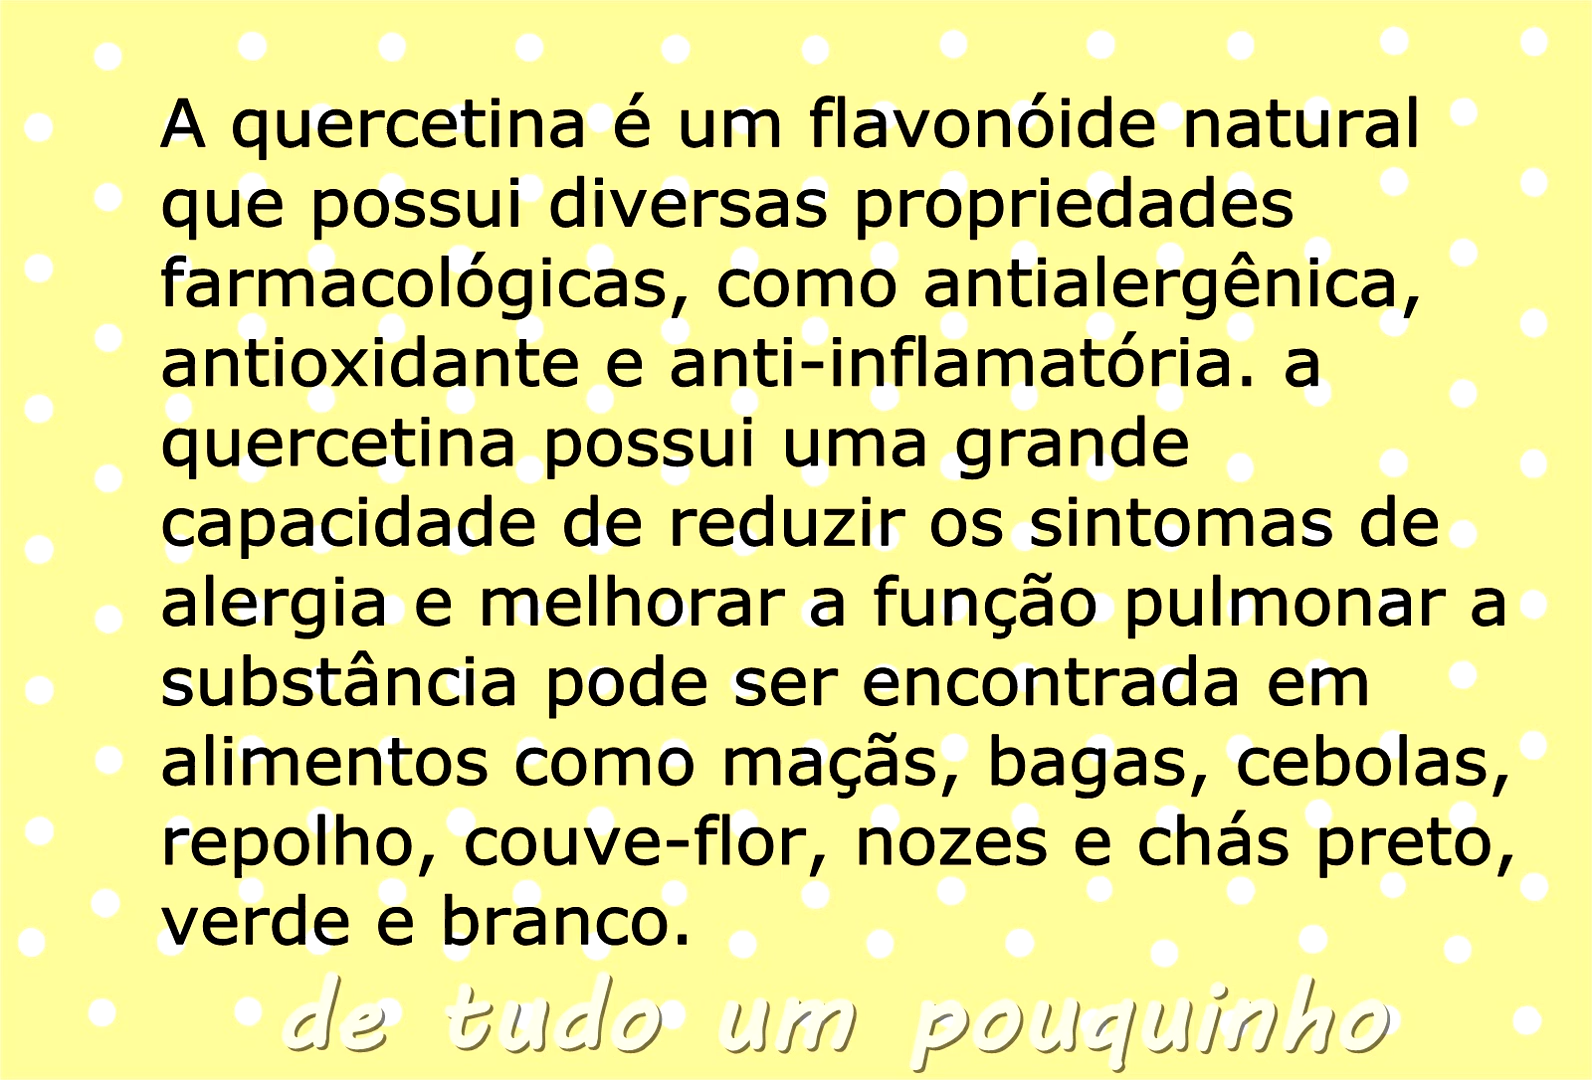 A quercetina é um flavonóide natural
que possui diversas propriedades
farmacológicas, como antialergênica,
antioxidante e anti-inflamatória. a
quercetina possui uma grande
capacidade de reduzir os sintomas de
alergia e melhorar a função pulmonar a
substância pode ser encontrada em
alimentos como maçãs, bagas, cebolas,
repolho, couve-flor, nozes e chás preto,
verde e branco.
de tudo um pouquinho